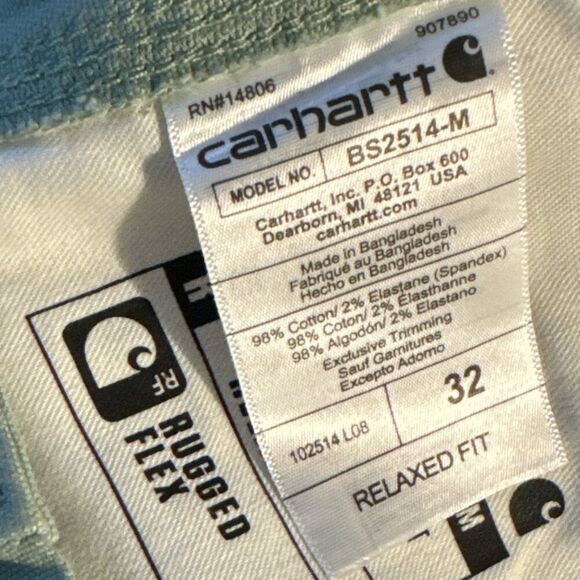 907890
RN#14806
carhartt
MODEL NO. BS2514-M
Carhartt, Inc. P.O. Box 600
Dearborn, MI 48121 USA
carhartt.com
Made in Bangladesh
Fabriqué au Bangladesh
Hecho en Bangladesh
98% Cotton/ 2% Elastane (Spandex)
98% Coton/ 2% Elasthanne
98% Algodón/ 2% Elastano
Exclusive Trimming
Sauf Garnitures
Excepto Adorno
102514 L08 32
RELAXED FIT
RF
RUGGED
FLEX